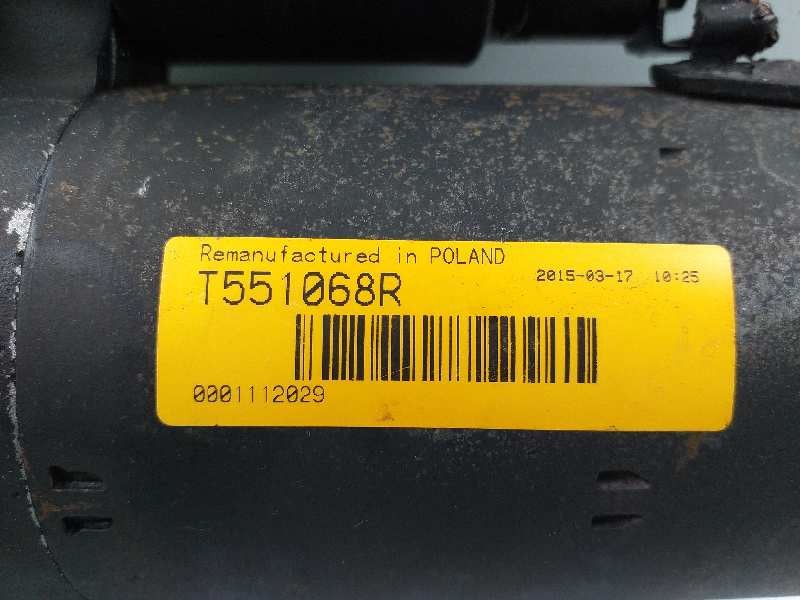 Remanufactured in POLAND
T551068R
2015-03-17 10:25
0001112029